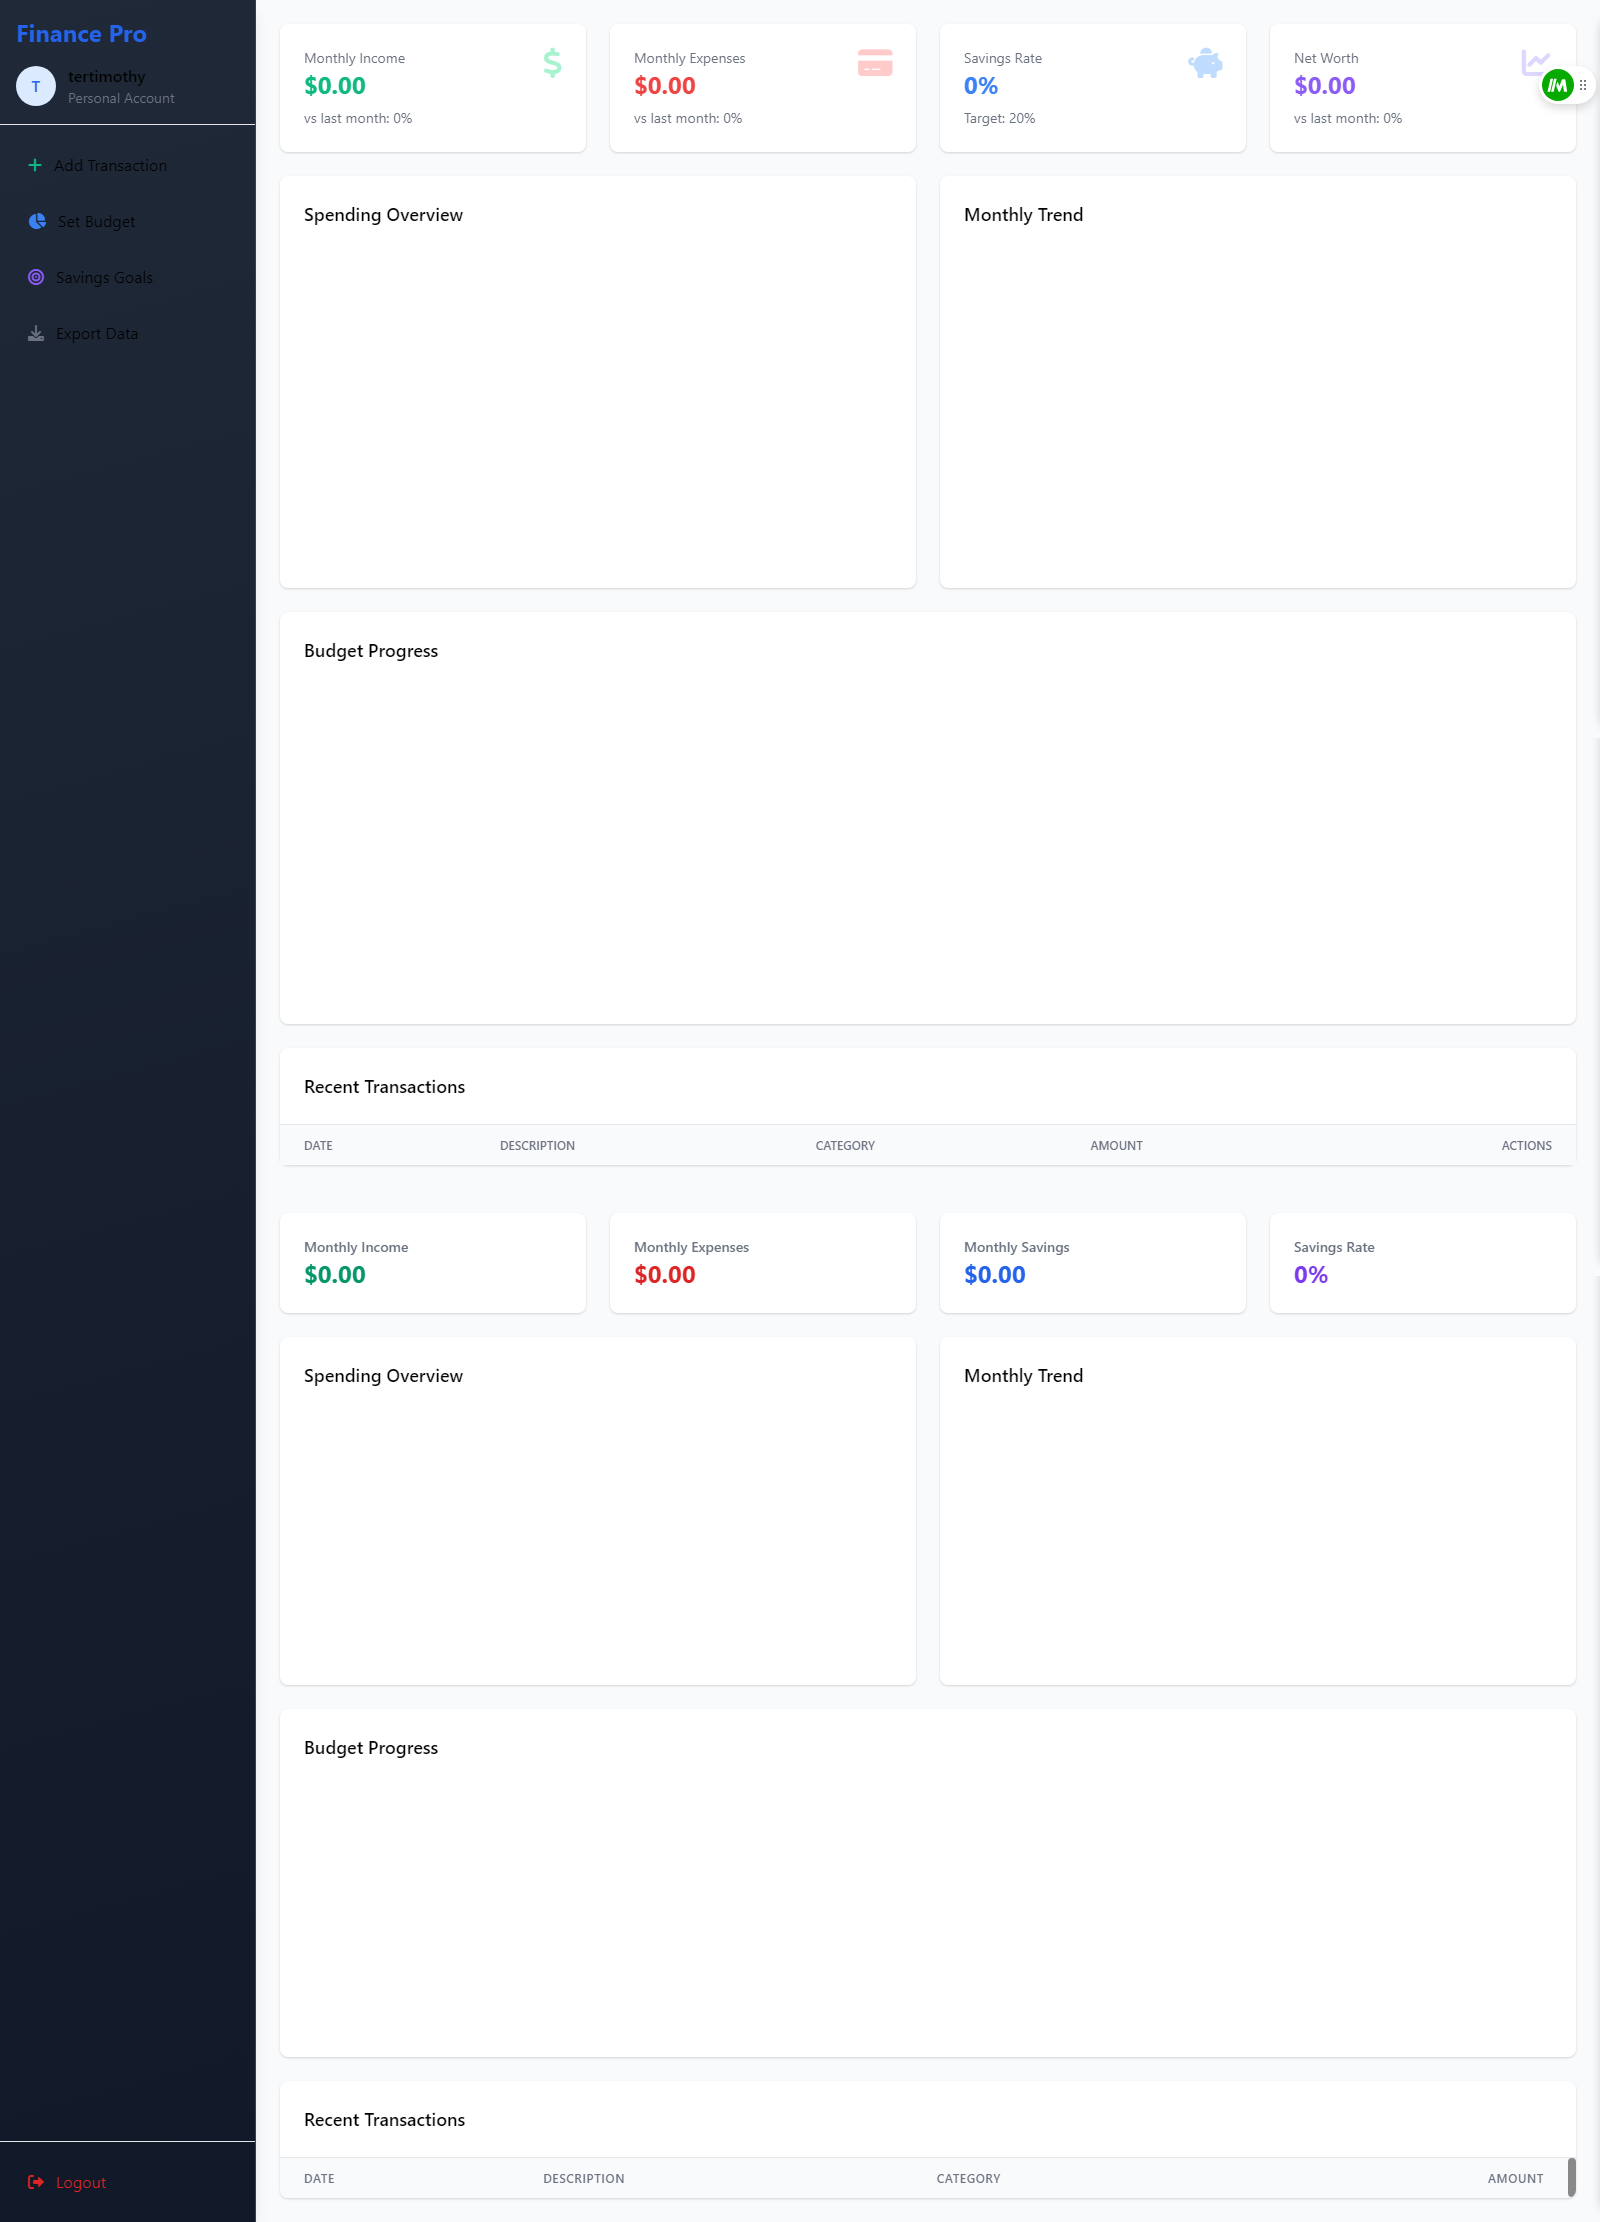 Finance Pro
T
tertimothy
Personal Account
Add Transaction
Set Budget
Savings Goals
Export Data
Logout
Monthly Income
$0.00
vs last month: 0%
Monthly Expenses
$0.00
vs last month: 0%
Savings Rate
0%
Target: 20%
Net Worth
$0.00
vs last month: 0%
Spending Overview
Monthly Trend
Budget Progress
Recent Transactions
DATE DESCRIPTION CATEGORY AMOUNT ACTIONS
Monthly Income
$0.00
Monthly Expenses
$0.00
Monthly Savings
$0.00
Savings Rate
0%
Spending Overview
Monthly Trend
Budget Progress
Recent Transactions
DATE DESCRIPTION CATEGORY AMOUNT